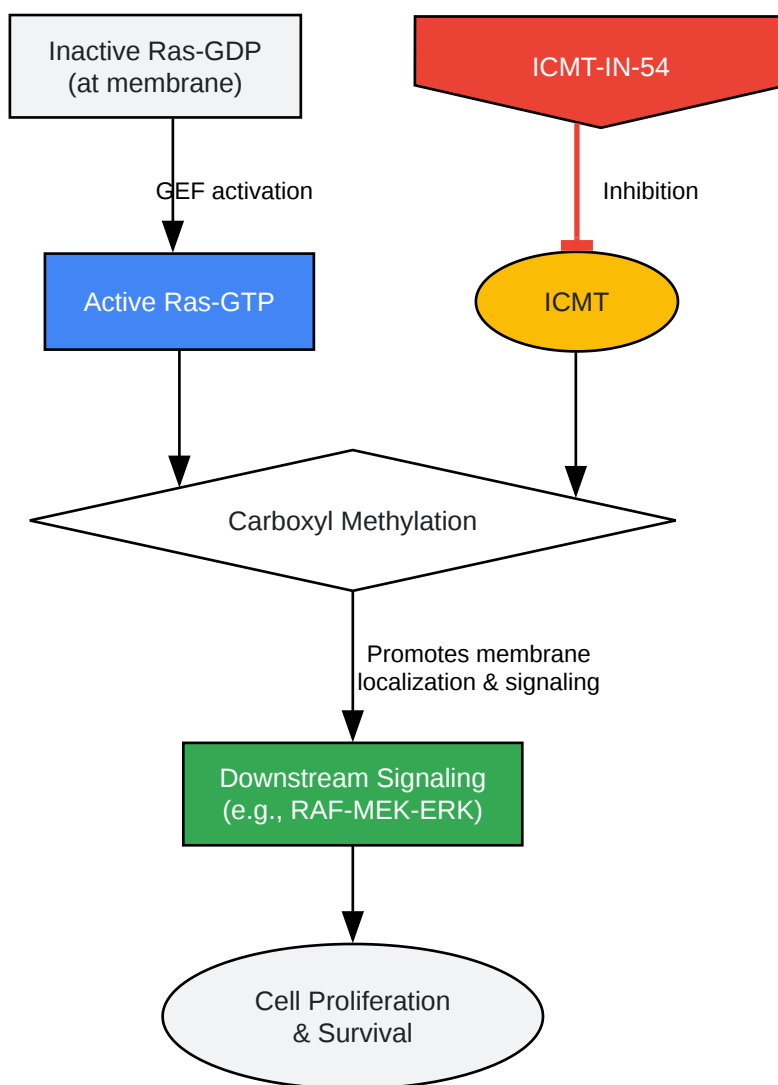 Inactive Ras-GDP
(at membrane)
ICMT-IN-54
GEF activation
Inhibition
Active Ras-GTP
ICMT
Carboxyl Methylation
Promotes membrane
localization & signaling
Downstream Signaling
(e.g., RAF-MEK-ERK)
Cell Proliferation
& Survival